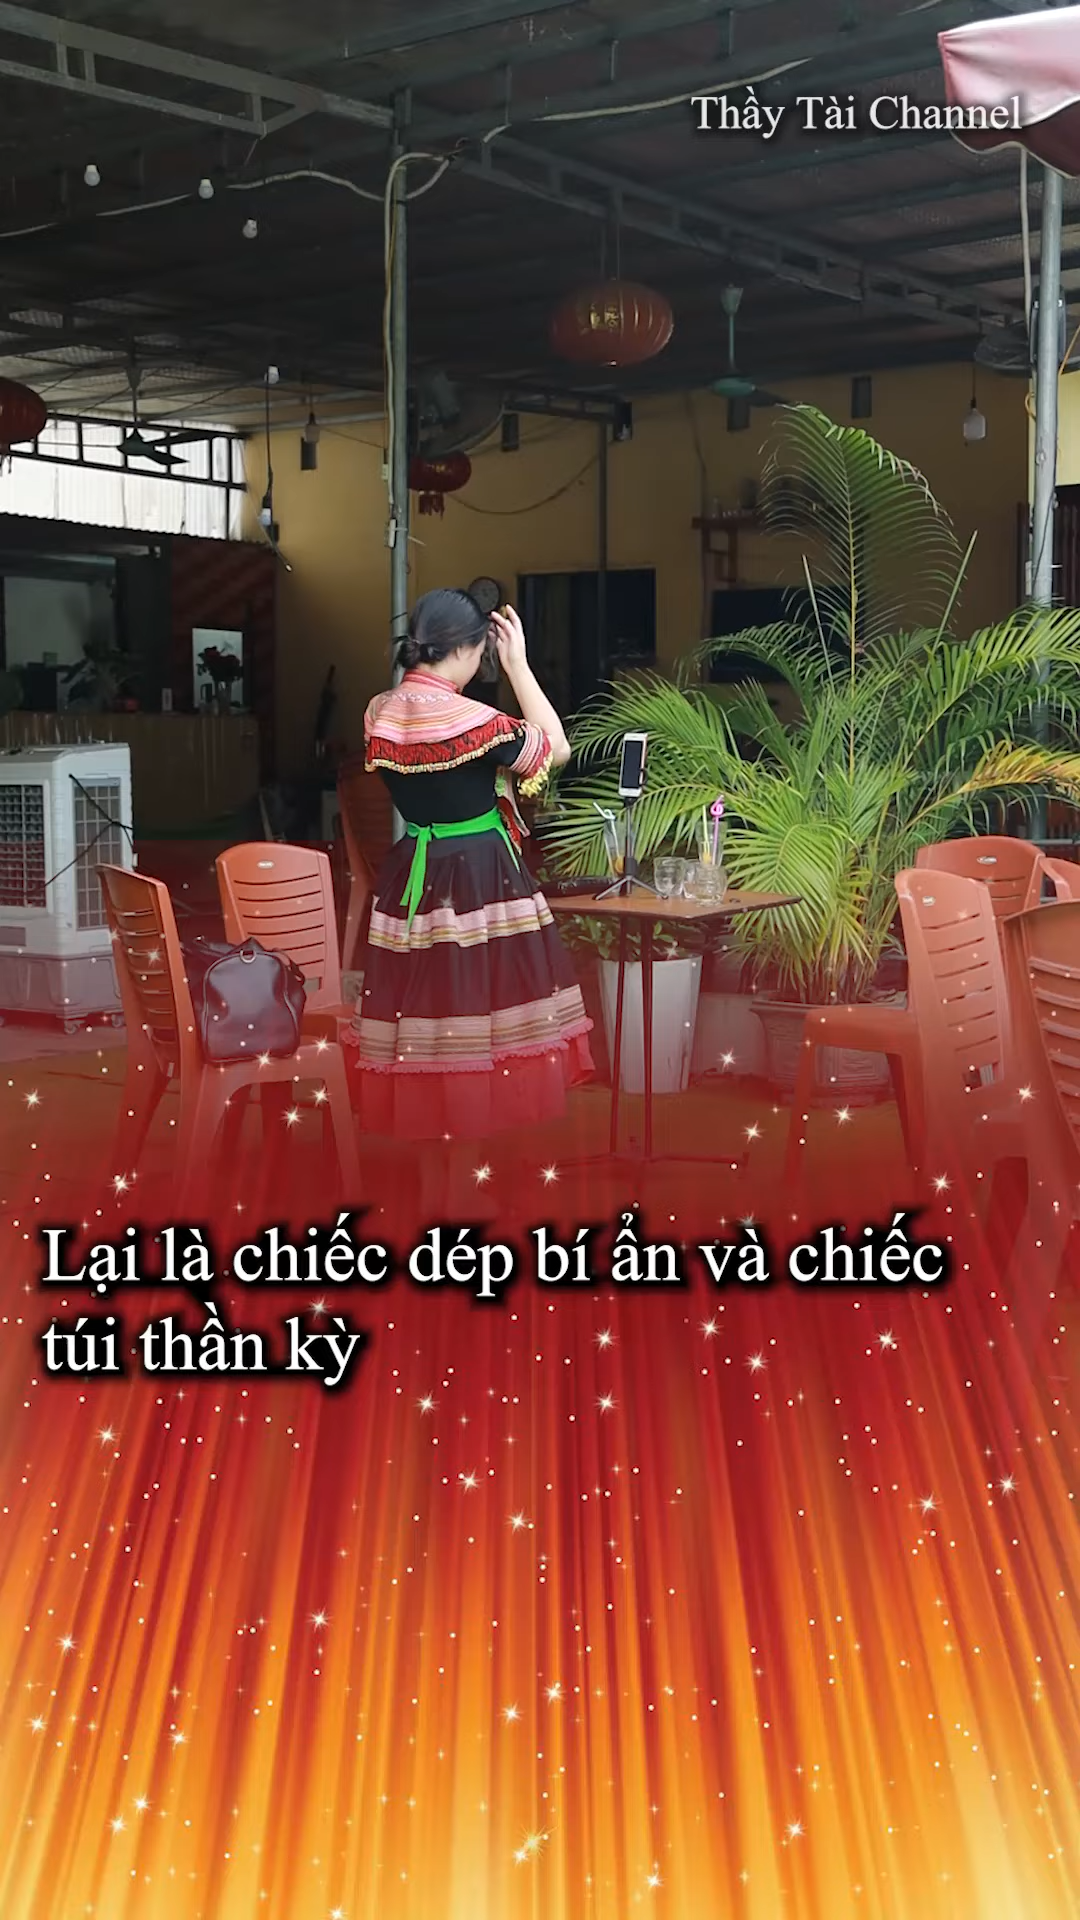 Thầy Tài Channel
Lại là chiếc dép bí ẩn và chiếc
túi thần kỳ